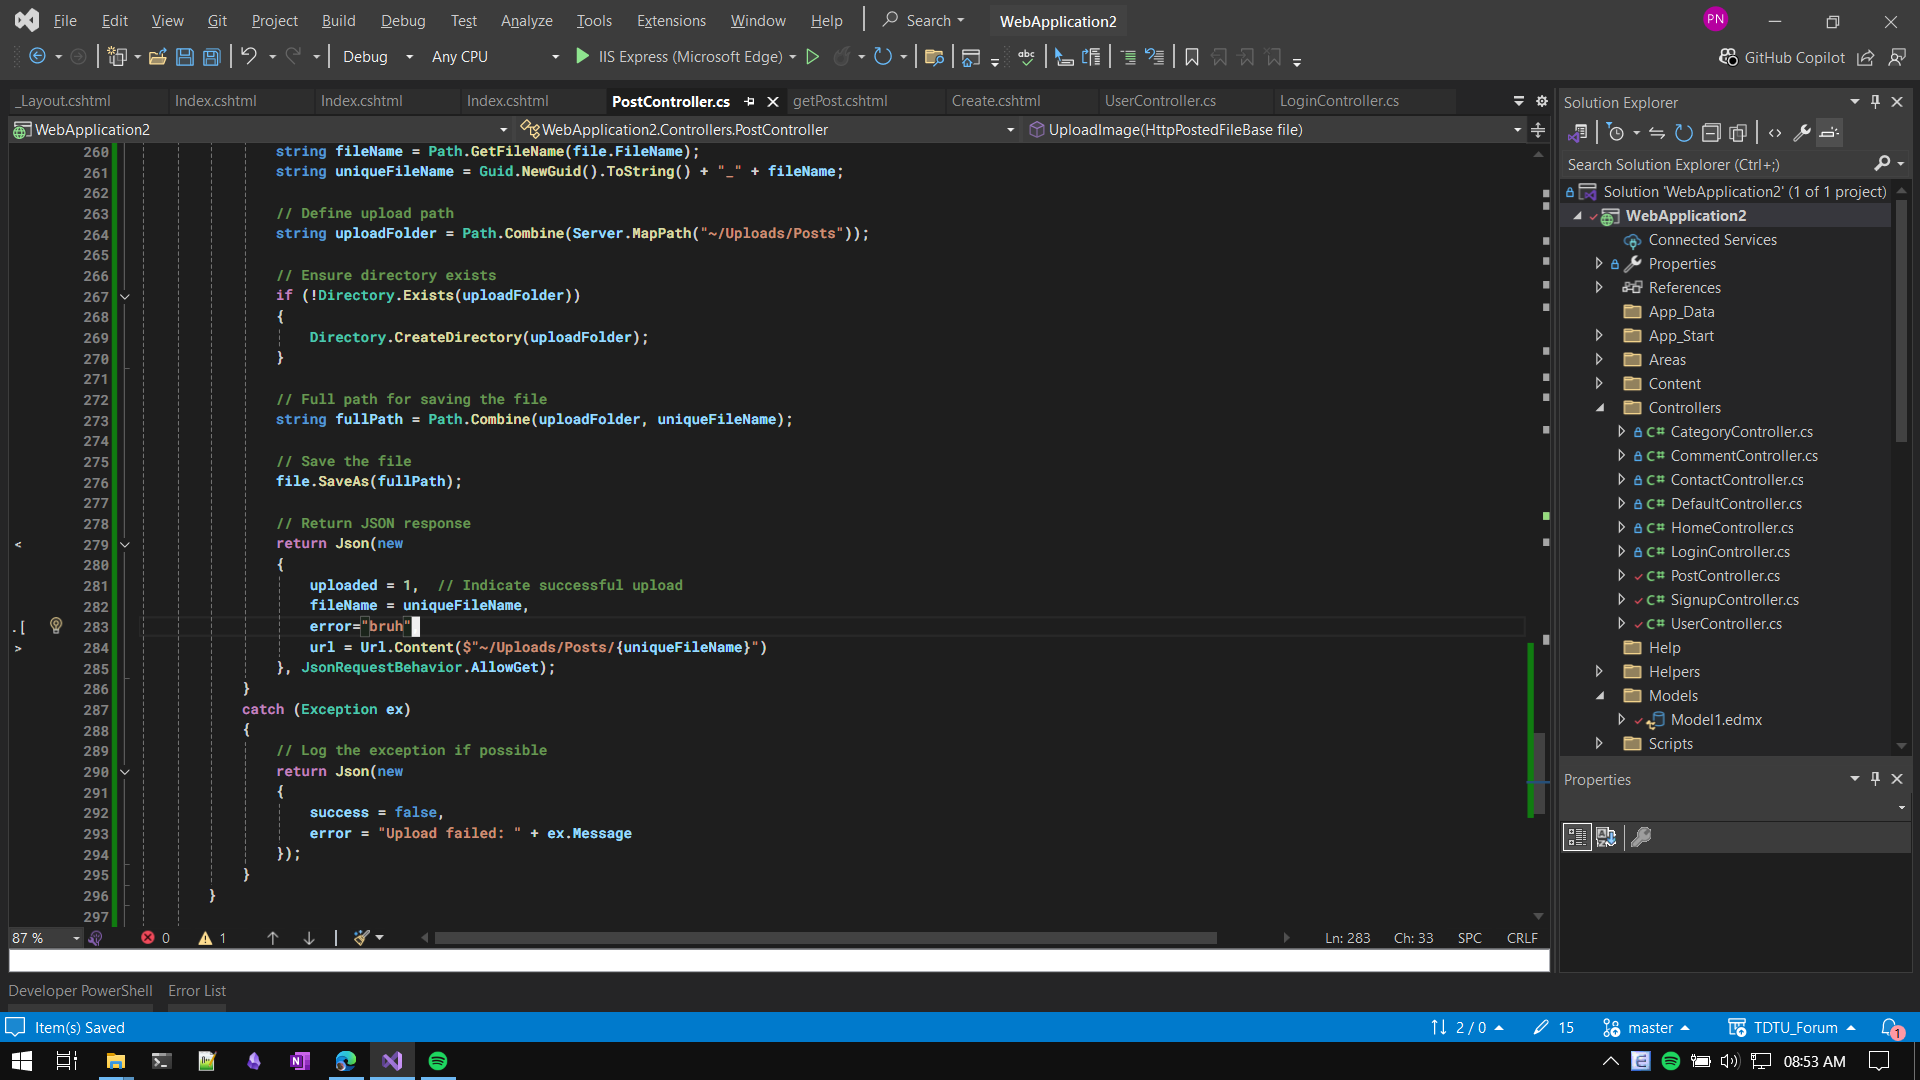 File Edit View Git Project Build Debug Test Analyze Tools Extensions Window Help Search WebApplication2 PN
Debug Any CPU IIS Express (Microsoft Edge) abc GitHub Copilot
_Layout.cshtml Index.cshtml Index.cshtml Index.cshtml PostController.cs getPost.cshtml Create.cshtml UserController.cs LoginController.cs
WebApplication2 WebApplication2.Controllers.PostController UploadImage(HttpPostedFileBase file)
260 string fileName = Path.GetFileName(file.FileName);
261 string uniqueFileName = Guid.NewGuid().ToString() + "_" + fileName;
262
263 // Define upload path
264 string uploadFolder = Path.Combine(Server.MapPath("~/Uploads/Posts"));
265
266 // Ensure directory exists
267 if (!Directory.Exists(uploadFolder))
268 {
269 Directory.CreateDirectory(uploadFolder);
270 }
271
272 // Full path for saving the file
273 string fullPath = Path.Combine(uploadFolder, uniqueFileName);
274
275 // Save the file
276 file.SaveAs(fullPath);
277
278 // Return JSON response
279 return Json(new
280 {
281 uploaded = 1, // Indicate successful upload
282 fileName = uniqueFileName,
283 error="bruh"
284 url = Url.Content($"~/Uploads/Posts/{uniqueFileName}")
285 }, JsonRequestBehavior.AllowGet);
286 }
287 catch (Exception ex)
288 {
289 // Log the exception if possible
290 return Json(new
291 {
292 success = false,
293 error = "Upload failed: " + ex.Message
294 });
295 }
296 }
297
87 % 0 1 Ln: 283 Ch: 33 SPC CRLF
Developer PowerShell Error List
Solution Explorer
Search Solution Explorer (Ctrl+;)
Solution 'WebApplication2' (1 of 1 project)
WebApplication2
Connected Services
Properties
References
App_Data
App_Start
Areas
Content
Controllers
C# CategoryController.cs
C# CommentController.cs
C# ContactController.cs
C# DefaultController.cs
C# HomeController.cs
C# LoginController.cs
C# PostController.cs
C# SignupController.cs
C# UserController.cs
Help
Helpers
Models
Model1.edmx
Scripts
Properties
Item(s) Saved 2 / 0 15 master TDTU_Forum 1
08:53 AM